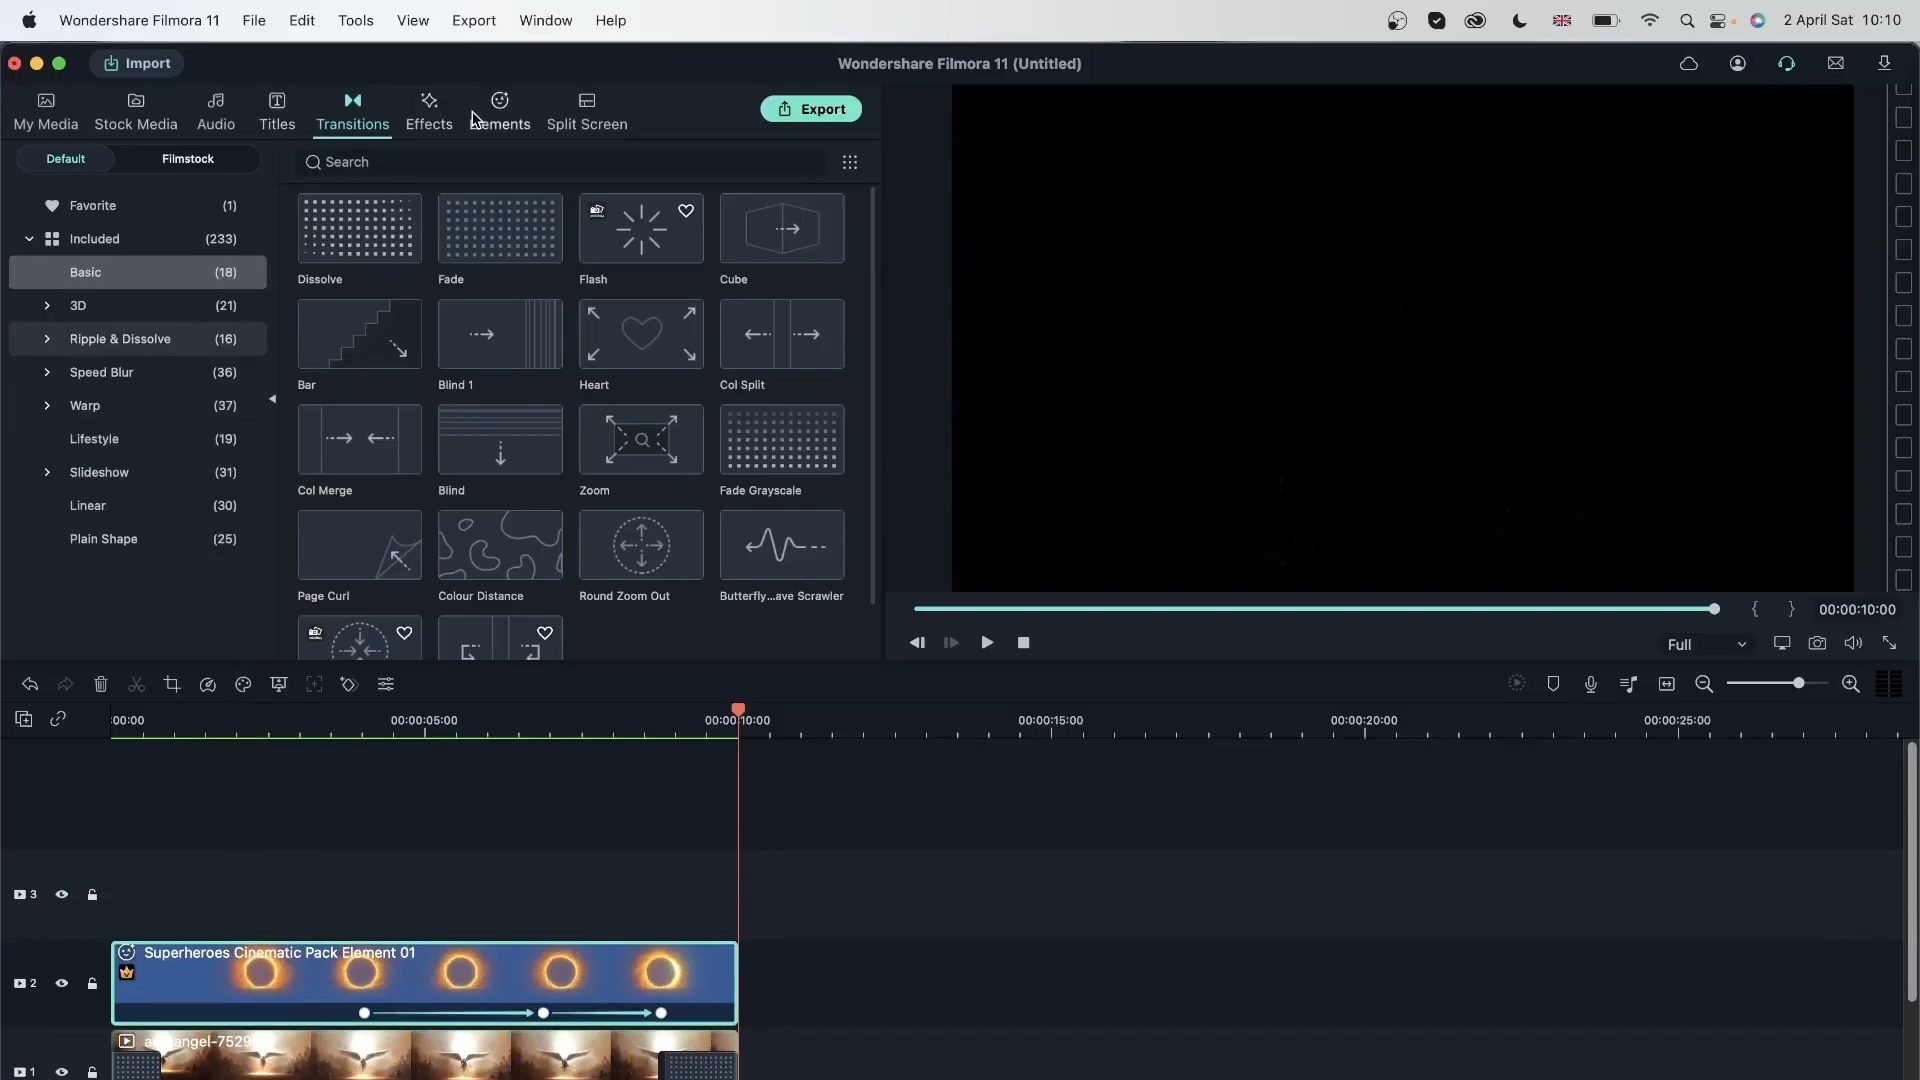 Wondershare Filmora 11 File Edit Tools View Export Window Help 2 April Sat 10:10
Import Wondershare Filmora 11 (Untitled)
My Media Stock Media Audio Titles Transitions Effects Elements Split Screen Export
Default Filmstock Search
Favorite (1)
Included (233)
Basic (18)
3D (21)
Ripple & Dissolve (16)
Speed Blur (36)
Warp (37)
Lifestyle (19)
Slideshow (31)
Linear (30)
Plain Shape (25)
Dissolve Fade Flash Cube
Bar Blind 1 Heart Col Split
Col Merge Blind Zoom Fade Grayscale
Page Curl Colour Distance Round Zoom Out Butterfly...ave Scrawler
{ } 00:00:10:00
Full
:00:00 00:00:05:00 00:00:10:00 00:00:15:00 00:00:20:00 00:00:25:00
3
Superheroes Cinematic Pack Element 01
2
1